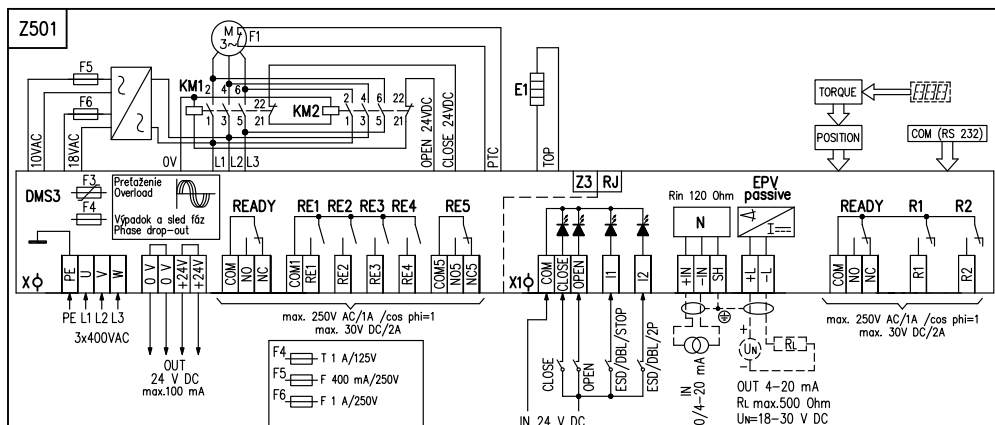 Z501
M
3~
F1
F5
F6
KM1
2 4 6
22
1 3 5
21
KM2
2 4 6
22
1 3 5
21
E1
TORQUE
POSITION
COM (RS 232)
10VAC
18VAC
0V
L1 L2 L3
OPEN 24VDC
CLOSE 24VDC
PTC
TOP
DMS3
F3
F4
Preťaženie
Overload
Výpadok a sled fáz
Phase drop-out
READY
RE1 RE2 RE3 RE4
RE5
Z3 RJ
Rin 120 Ohm
N
EPV
passive
I
READY
R1
R2
X
PE
U
V
W
0 V
0 V
+24V
+24V
COM
NO
NC
COM1
RE1
RE2
RE3
RE4
COM5
NO5
NC5
X1
COM
CLOSE
OPEN
I1
I2
+IN
-IN
SH
+L
-L
COM
NO
NC
R1
R2
PE L1 L2 L3
3x400VAC
OUT
24 V DC
max.100 mA
max. 250V AC/1A /cos phi=1
max. 30V DC/2A
F4 T 1 A/125V
F5 F 400 mA/250V
F6 F 1 A/250V
CLOSE
OPEN
ESD/DBL/STOP
ESD/DBL/2P
IN 24 V DC
IN
0/4-20 mA
+
UN
-
RL
OUT 4-20 mA
RL max.500 Ohm
UN=18-30 V DC
max. 250V AC/1A /cos phi=1
max. 30V DC/2A